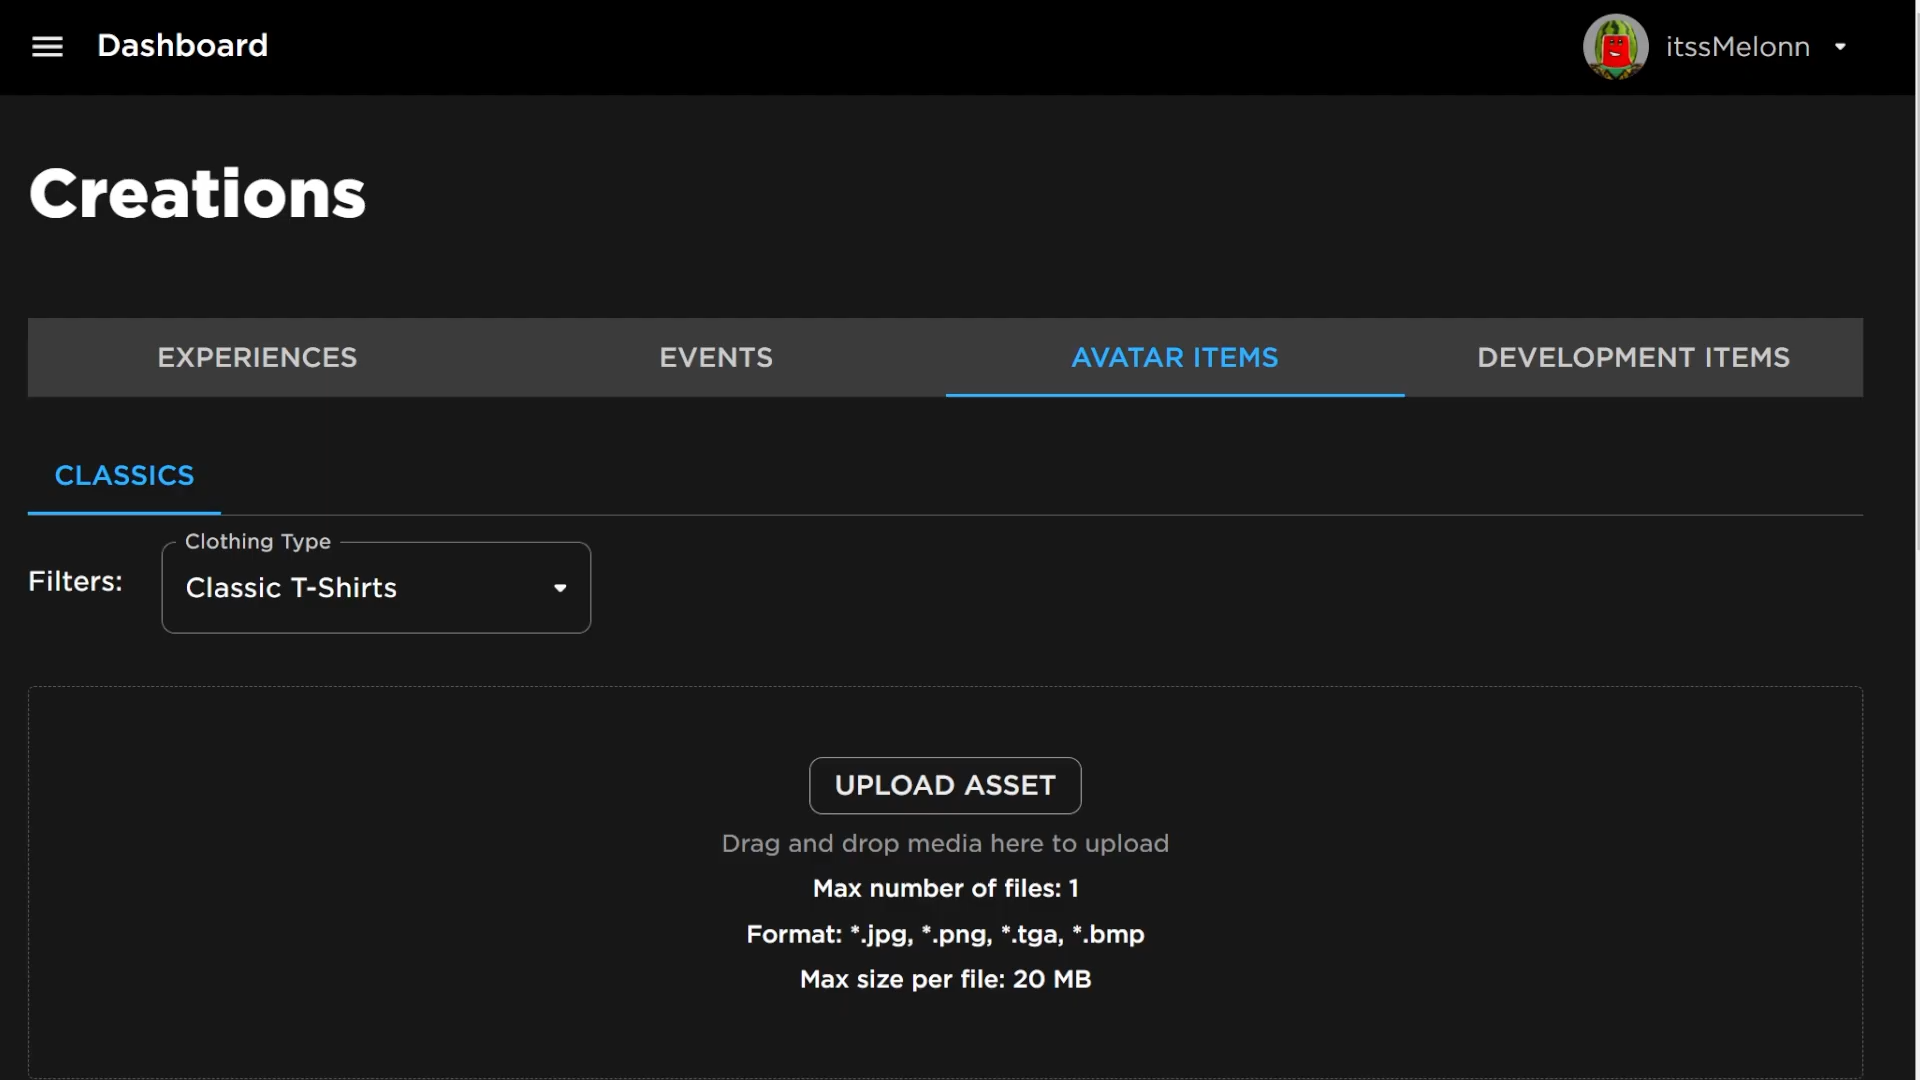 Dashboard
itssMelonn
Creations
EXPERIENCES
EVENTS
AVATAR ITEMS
DEVELOPMENT ITEMS
CLASSICS
Clothing Type
Filters:
Classic T-Shirts
UPLOAD ASSET
Drag and drop media here to upload
Max number of files: 1
Format: *.jpg, *.png, *.tga, *.bmp
Max size per file: 20 MB